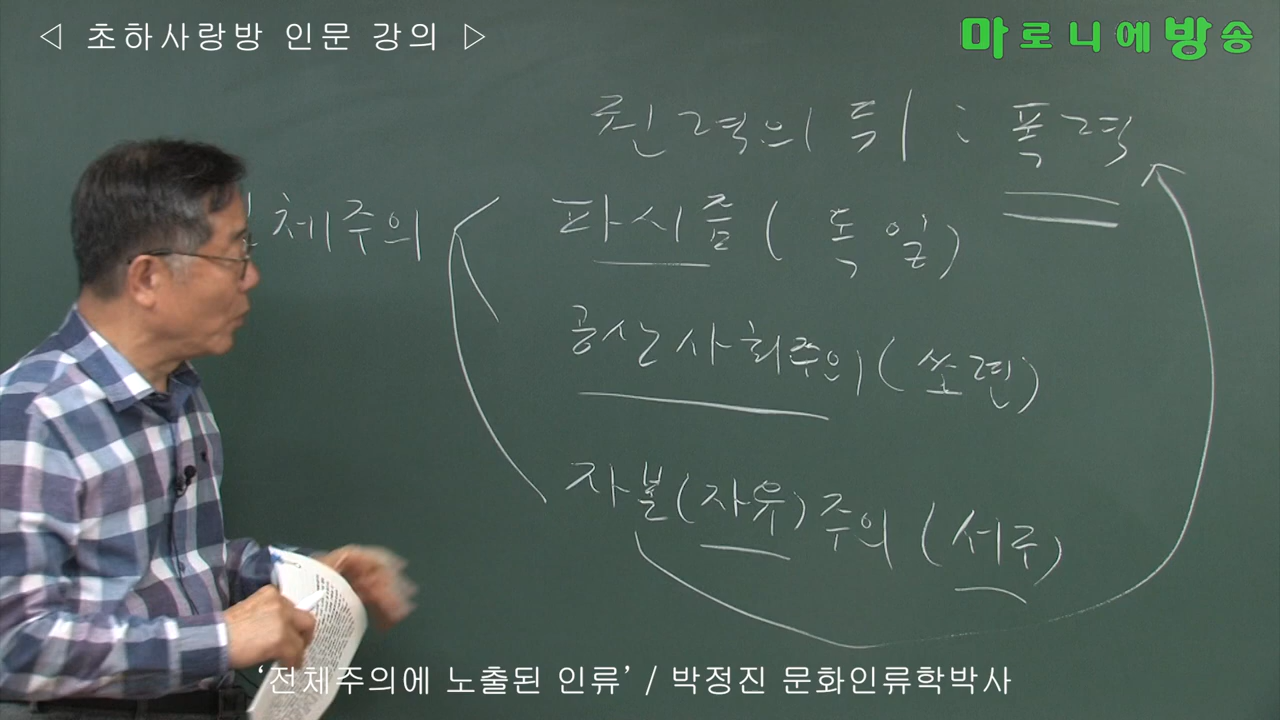 ◁ 초하사랑방 인문 강의 ▷
마로니에방송
권력의 뒤 : 폭력
체주의
파시즘 (독일)
공산사회주의 (쏘련)
자본(자유)주의 (서구)
'전체주의에 노출된 인류' / 박정진 문화인류학박사